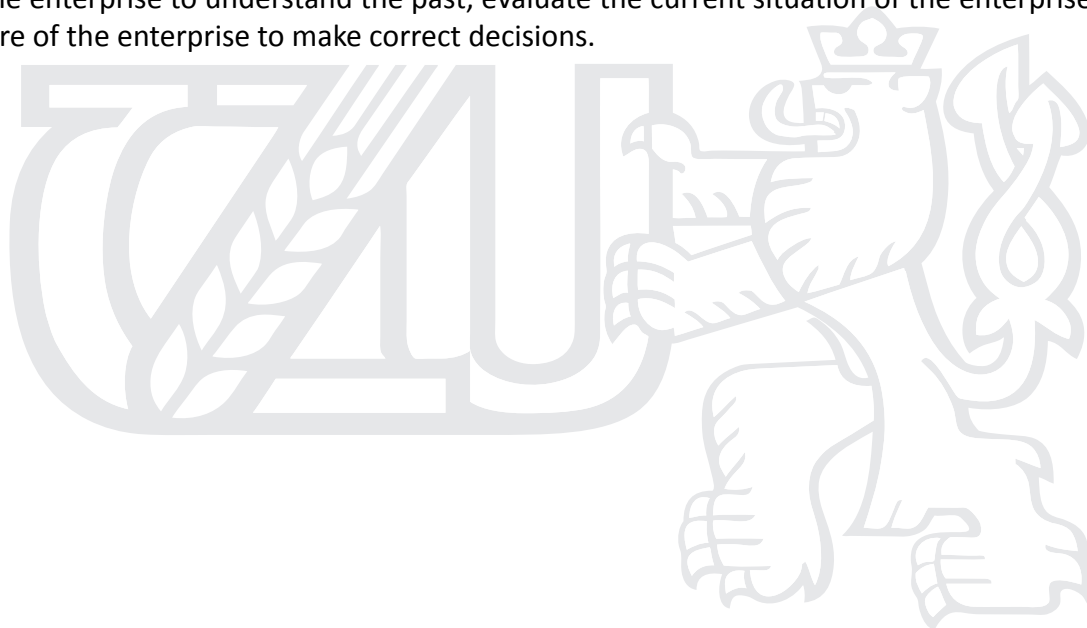 enterprise to understand the past, evaluate the current situation of the enterprise
of the enterprise to make correct decisions.
ČZU